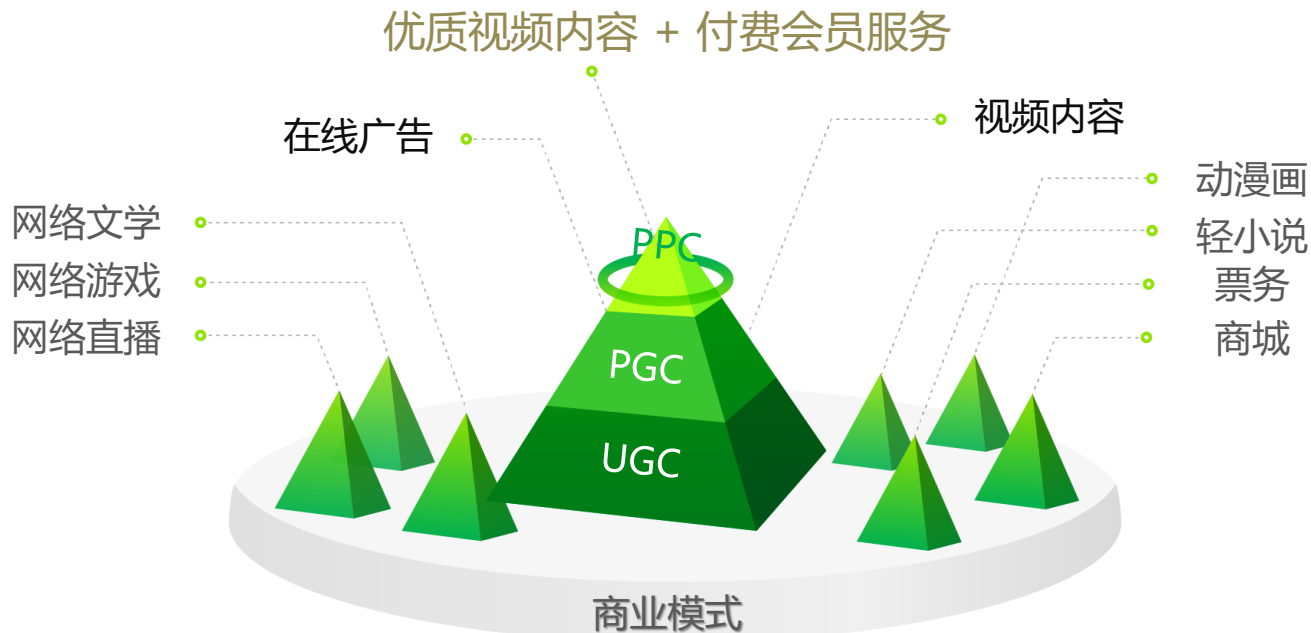 优质视频内容 + 付费会员服务
在线广告
视频内容
网络文学
网络游戏
网络直播
动漫画
轻小说
票务
商城
PPC
PGC
UGC
商业模式